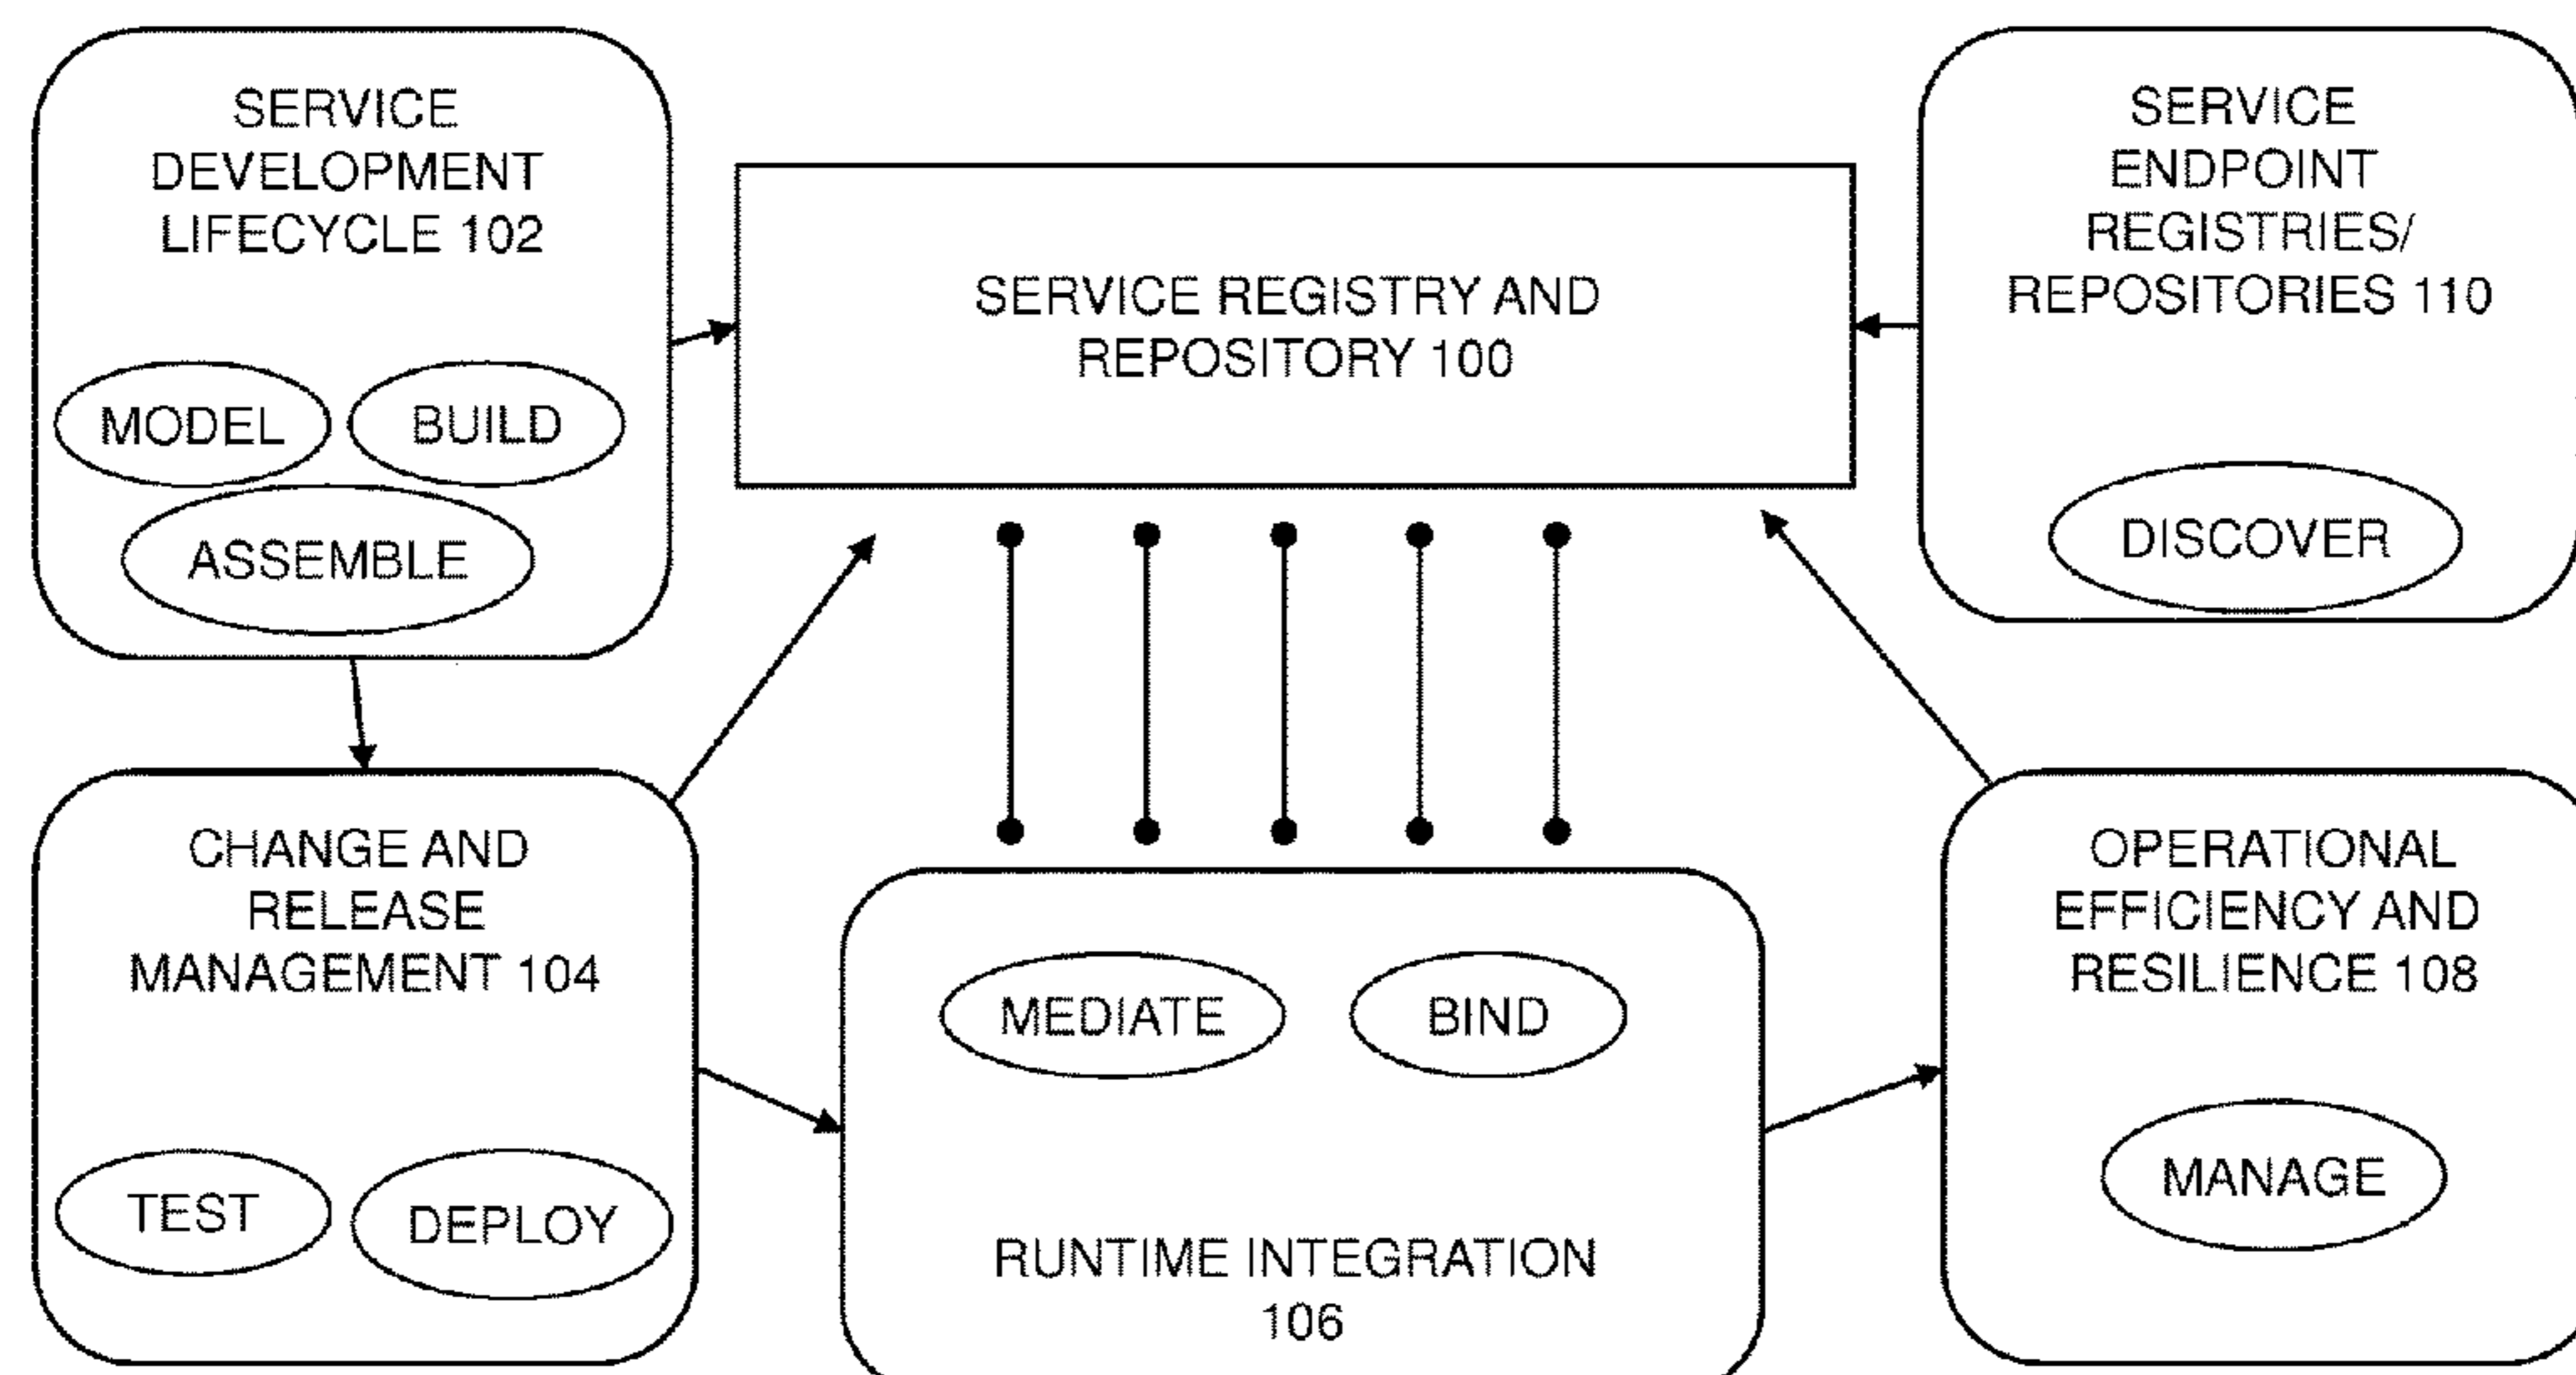 SERVICE
DEVELOPMENT
LIFECYCLE 102
MODEL
BUILD
ASSEMBLE
SERVICE REGISTRY AND
REPOSITORY 100
SERVICE
ENDPOINT
REGISTRIES/
REPOSITORIES 110
DISCOVER
CHANGE AND
RELEASE
MANAGEMENT 104
TEST
DEPLOY
MEDIATE
BIND
RUNTIME INTEGRATION
106
OPERATIONAL
EFFICIENCY AND
RESILIENCE 108
MANAGE